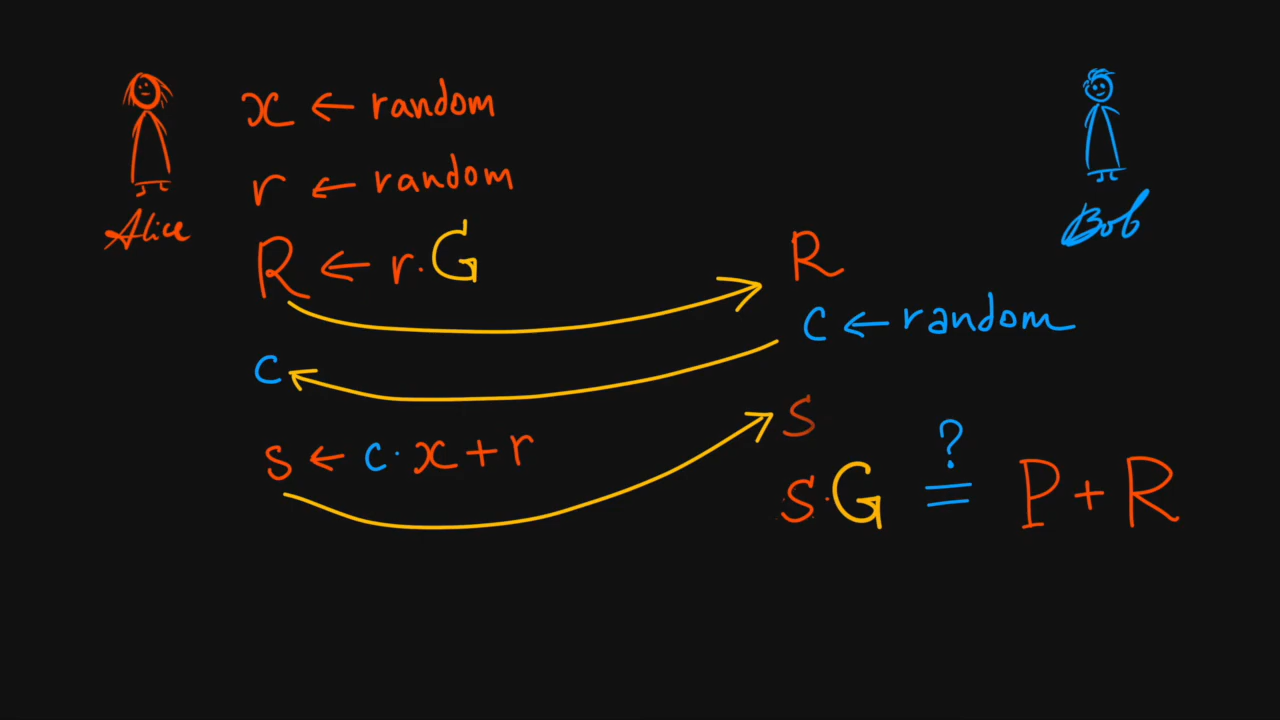 x ← random
r ← random
Alice
Bob
R ← r·G
R
c ← random
c
s
s ← c·x + r
s·G ≟ P + R